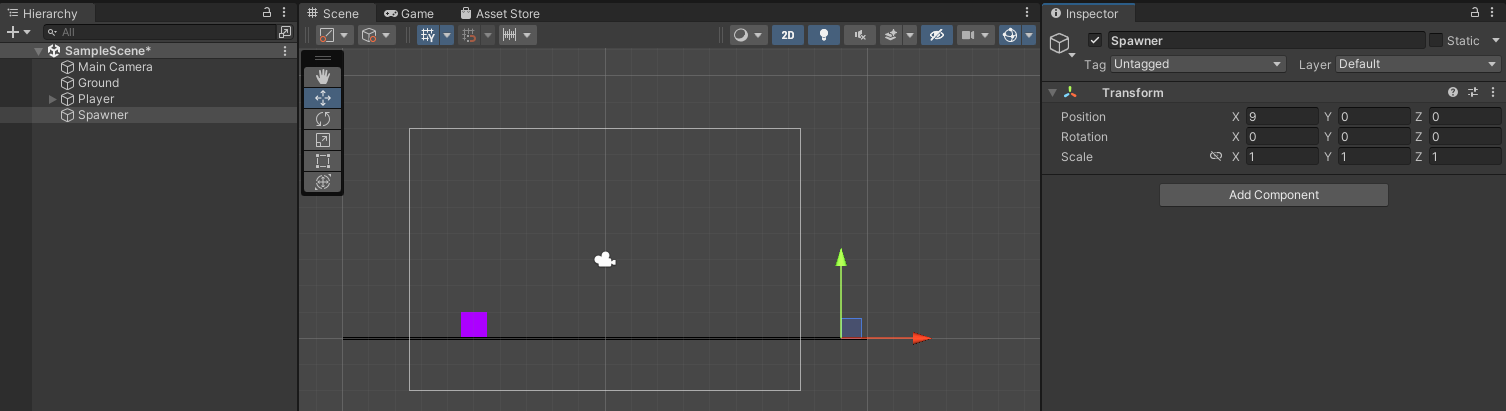 Hierarchy
All
SampleScene*
Main Camera
Ground
Player
Spawner
Scene Game Asset Store
2D
Inspector
Spawner Static
Tag Untagged Layer Default
Transform
Position X 9 Y 0 Z 0
Rotation X 0 Y 0 Z 0
Scale X 1 Y 1 Z 1
Add Component